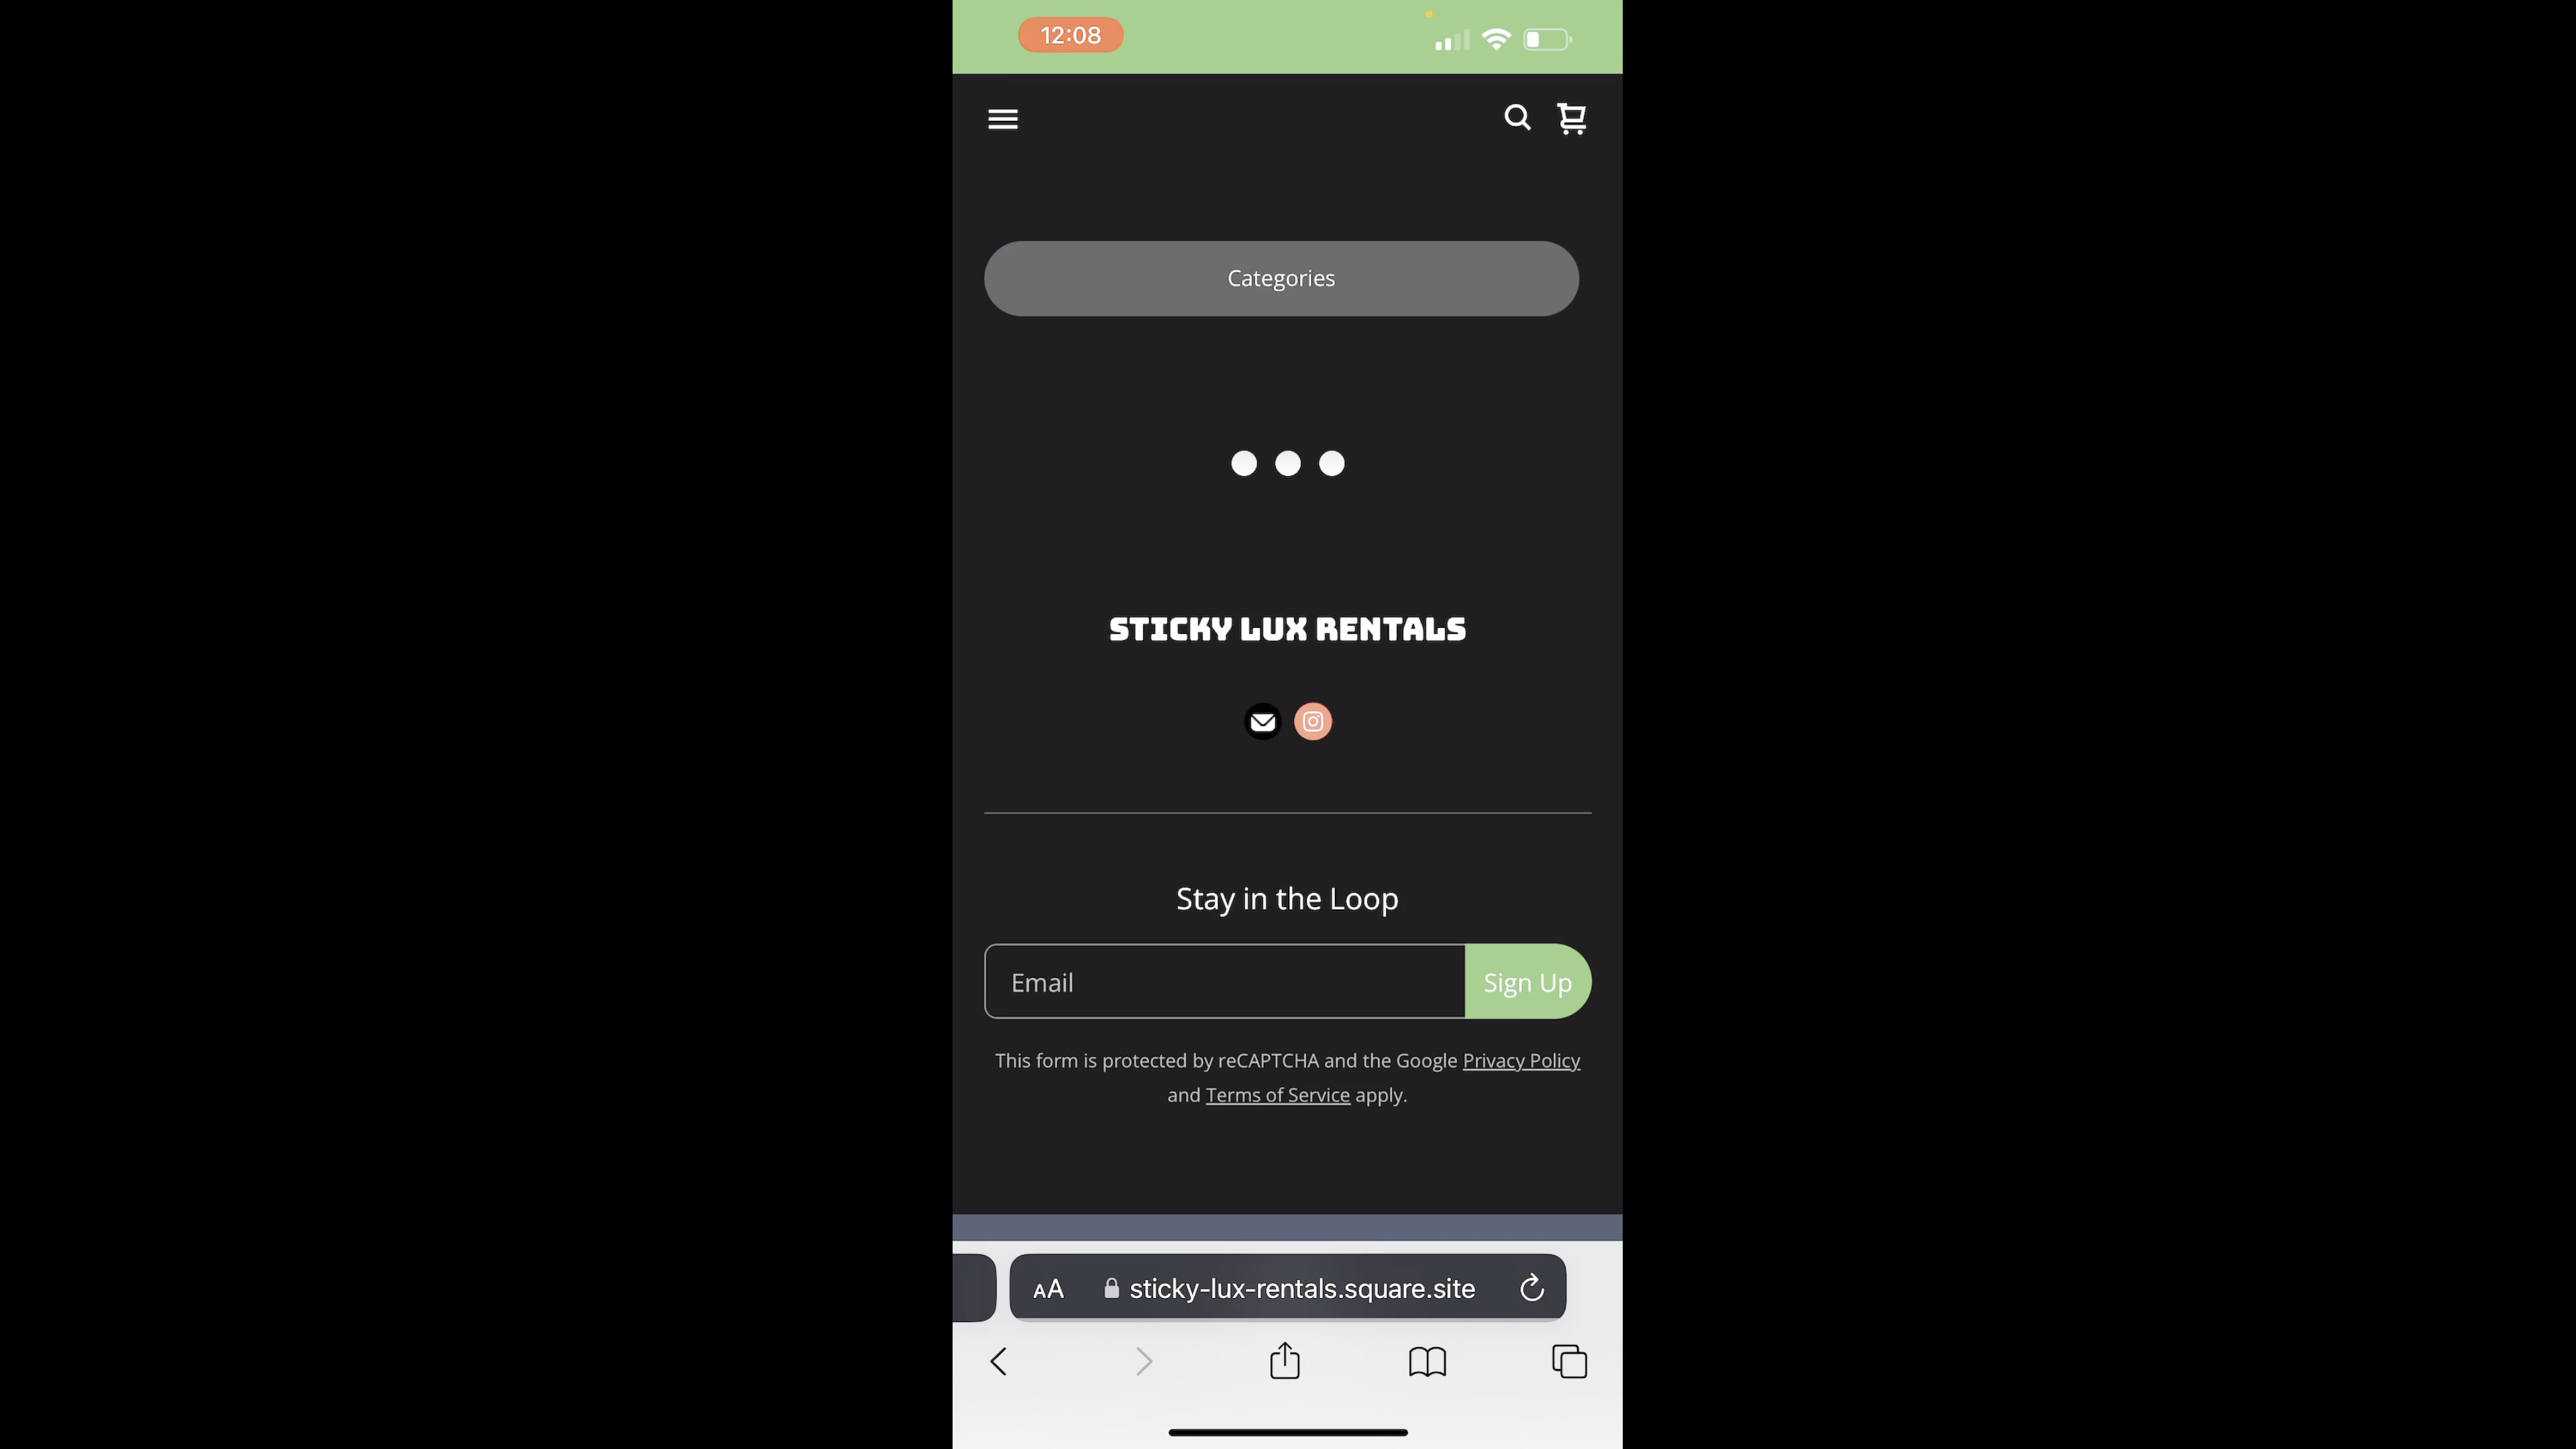 12:08
Categories
STICKY LUX RENTALS
Stay in the Loop
Email
Sign Up
This form is protected by reCAPTCHA and the Google Privacy Policy
and Terms of Service apply.
AA
sticky-lux-rentals.square.site